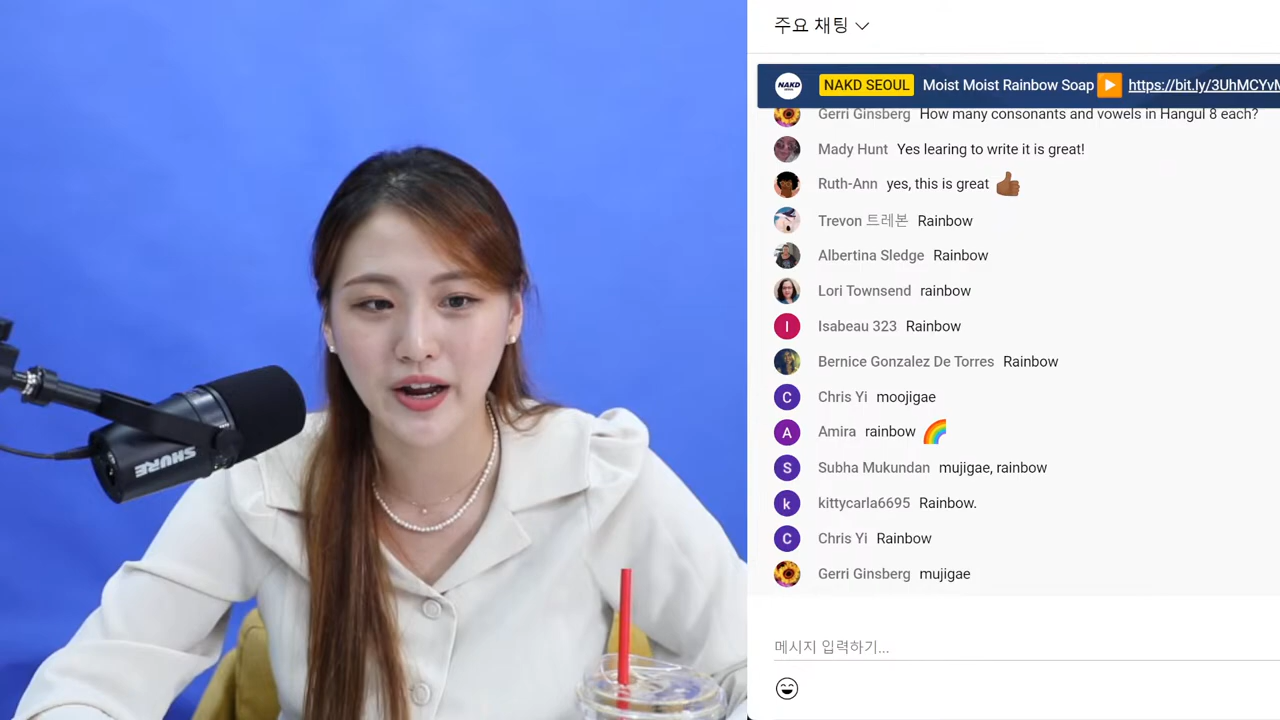 주요 채팅
NAKD NAKD SEOUL Moist Moist Rainbow Soap ▶️ https://bit.ly/3UhMCYvM
Gerri Ginsberg How many consonants and vowels in Hangul 8 each?
Mady Hunt Yes learing to write it is great!
Ruth-Ann yes, this is great 👍🏾
Trevon 트레본 Rainbow
Albertina Sledge Rainbow
Lori Townsend rainbow
I Isabeau 323 Rainbow
Bernice Gonzalez De Torres Rainbow
C Chris Yi moojigae
A Amira rainbow 🌈
S Subha Mukundan mujigae, rainbow
k kittycarla6695 Rainbow.
C Chris Yi Rainbow
Gerri Ginsberg mujigae
메시지 입력하기...
SHURE